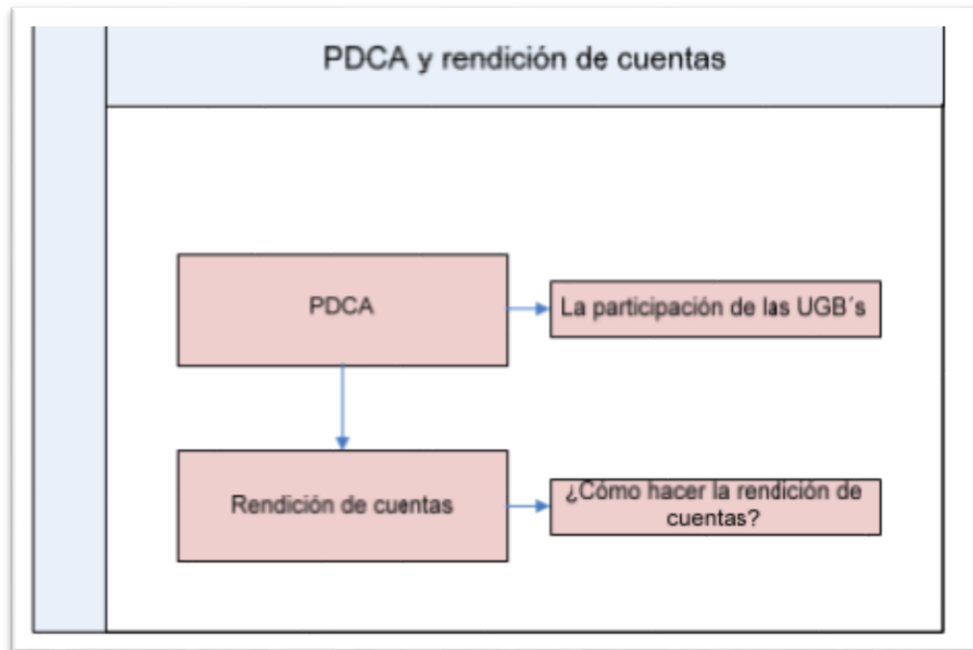 PDCA y rendición de cuentas
PDCA
La participación de las UGB´s
Rendición de cuentas
¿Cómo hacer la rendición de
cuentas?